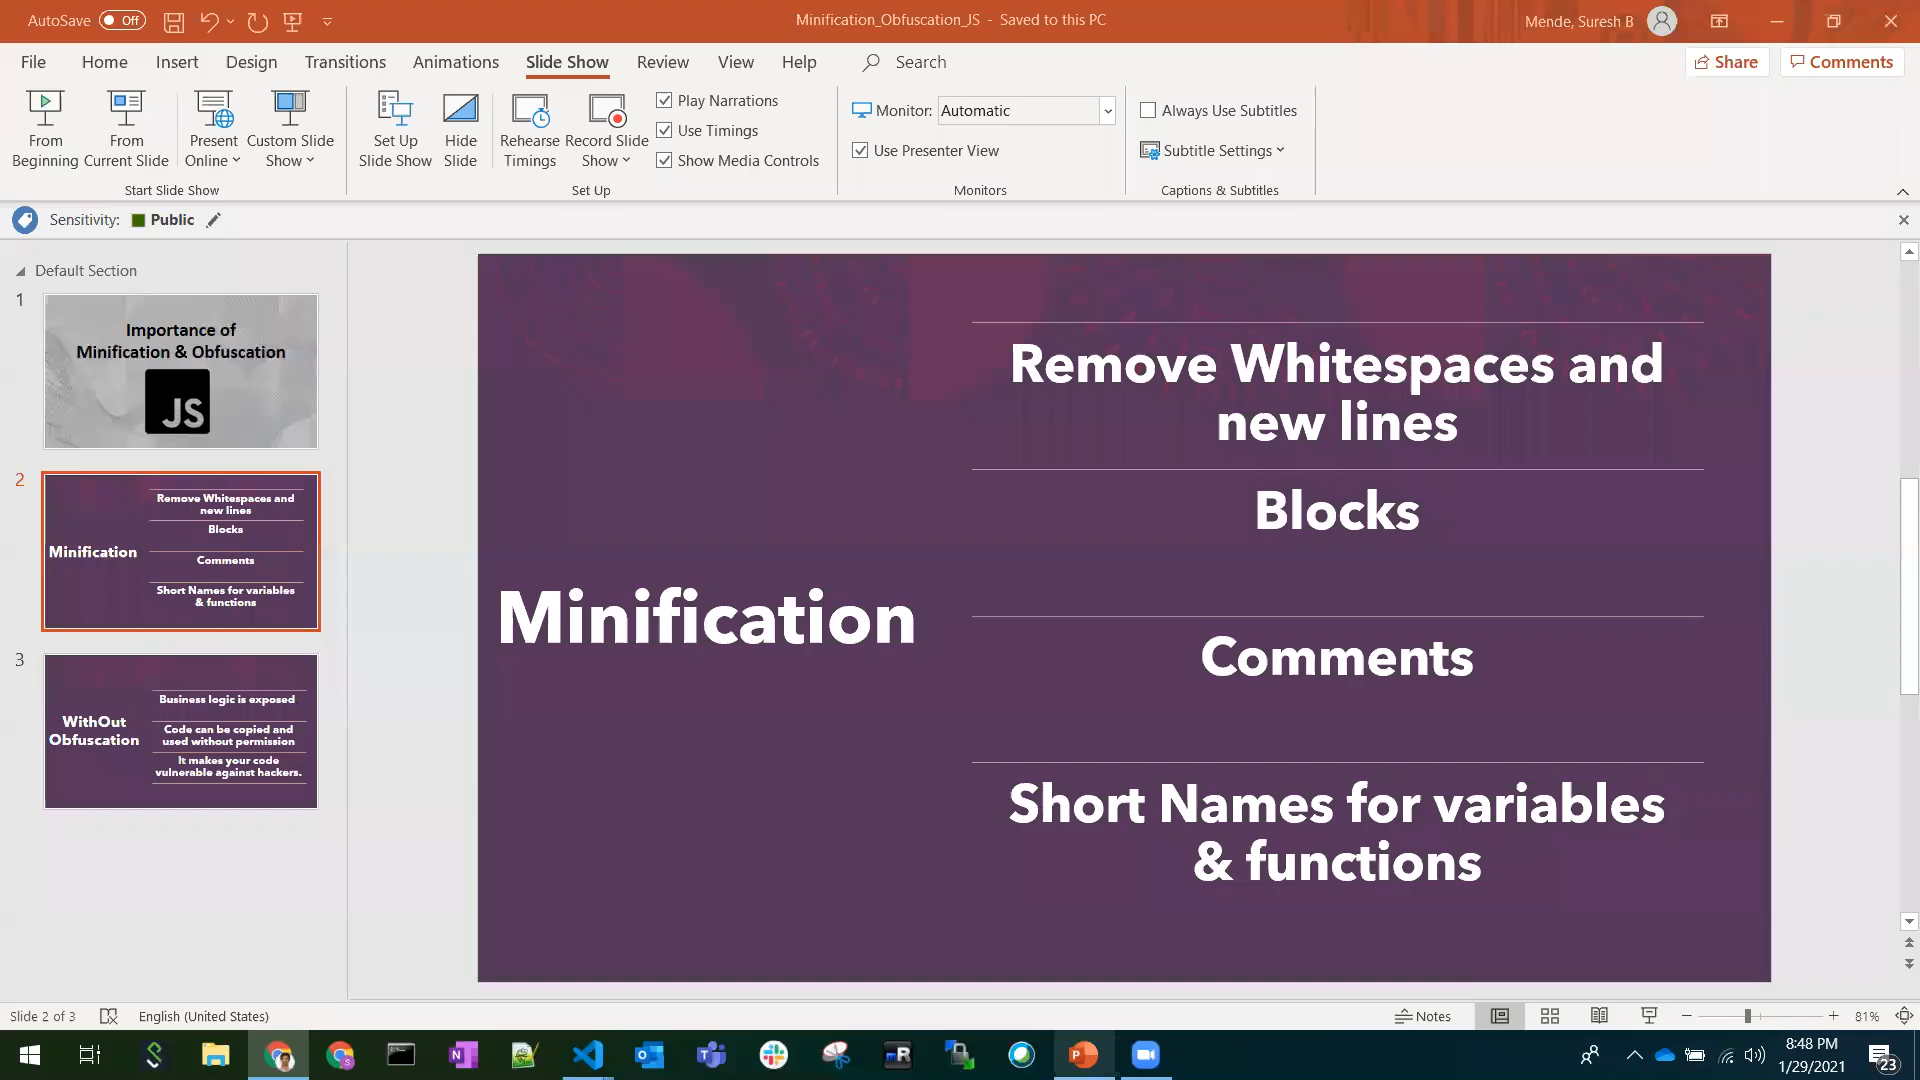 AutoSave Off
Minification_Obfuscation_JS - Saved to this PC
Mende, Suresh B
File Home Insert Design Transitions Animations Slide Show Review View Help Search
Share Comments
From Beginning
From Current Slide
Present Online
Custom Slide Show
Start Slide Show
Set Up Slide Show
Hide Slide
Rehearse Timings
Record Slide Show
Play Narrations
Use Timings
Show Media Controls
Set Up
Monitor: Automatic
Use Presenter View
Monitors
Always Use Subtitles
Subtitle Settings
Captions & Subtitles
Sensitivity: Public
Default Section
1
Importance of
Minification & Obfuscation
JS
2
Minification
Remove Whitespaces and
new lines
Blocks
Comments
Short Names for variables
& functions
3
WithOut
Obfuscation
Business logic is exposed
Code can be copied and
used without permission
It makes your code
vulnerable against hackers.
Minification
Remove Whitespaces and
new lines
Blocks
Comments
Short Names for variables
& functions
Slide 2 of 3
English (United States)
Notes
81%
8:48 PM
1/29/2021
23